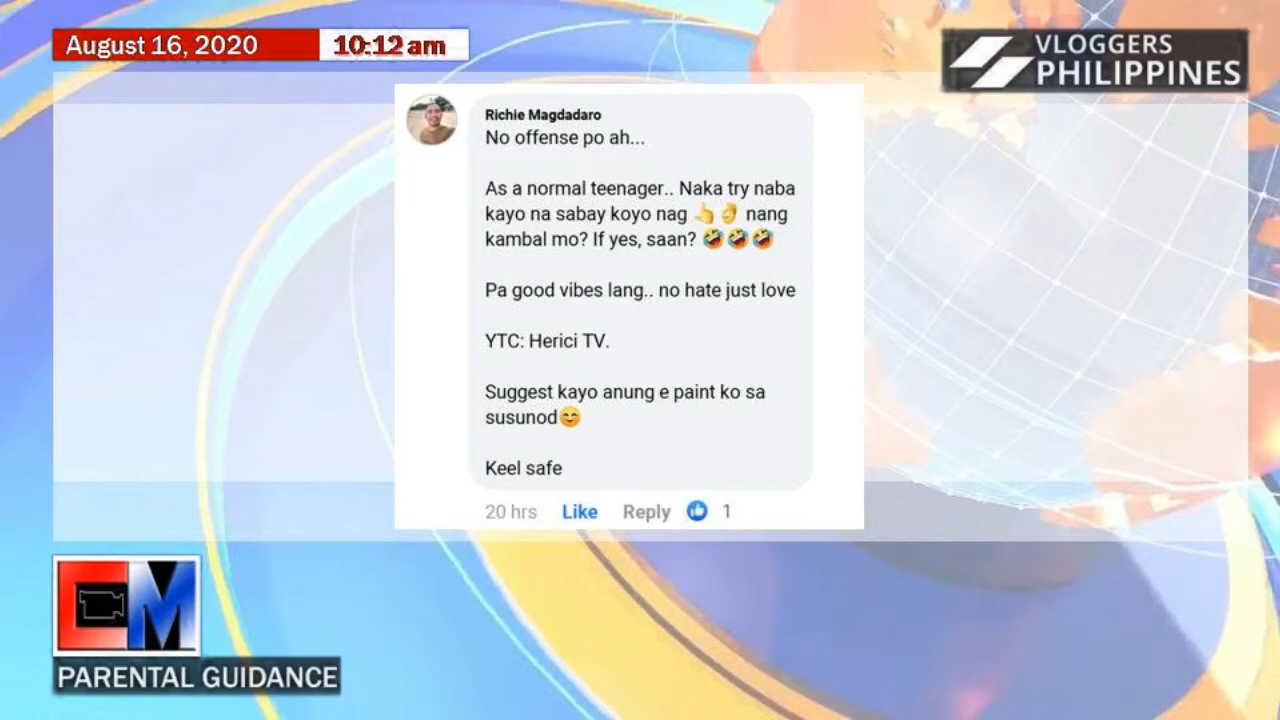 August 16, 2020 10:12 am
VLOGGERS
PHILIPPINES
Richie Magdadaro
No offense po ah...
As a normal teenager.. Naka try naba
kayo na sabay koyo nag 👆👌 nang
kambal mo? If yes, saan? 🤣🤣🤣
Pa good vibes lang.. no hate just love
YTC: Herici TV.
Suggest kayo anung e paint ko sa
susunod😊
Keel safe
20 hrs Like Reply 1
CM
PARENTAL GUIDANCE